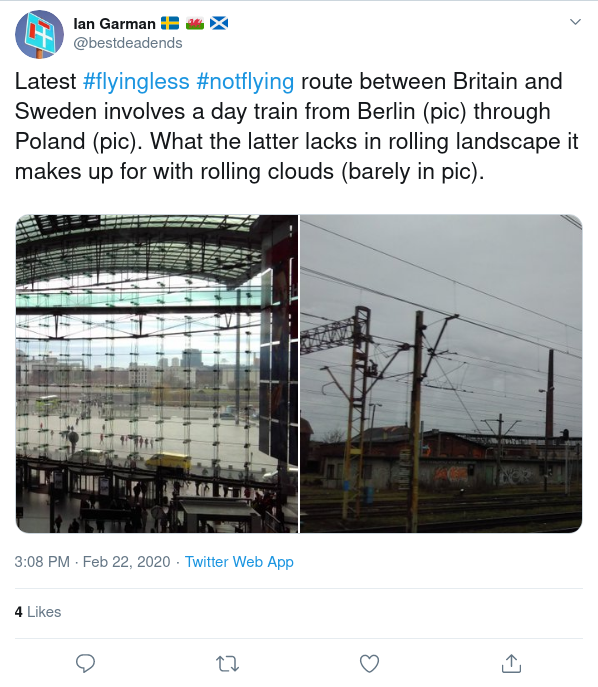 Ian Garman 🇸🇪 🏴󠁧󠁢󠁷󠁬󠁳󠁿 🏴󠁧󠁢󠁳󠁣󠁴󠁿
@bestdeadends
Latest #flyingless #notflying route between Britain and
Sweden involves a day train from Berlin (pic) through
Poland (pic). What the latter lacks in rolling landscape it
makes up for with rolling clouds (barely in pic).
3:08 PM · Feb 22, 2020 · Twitter Web App
4 Likes